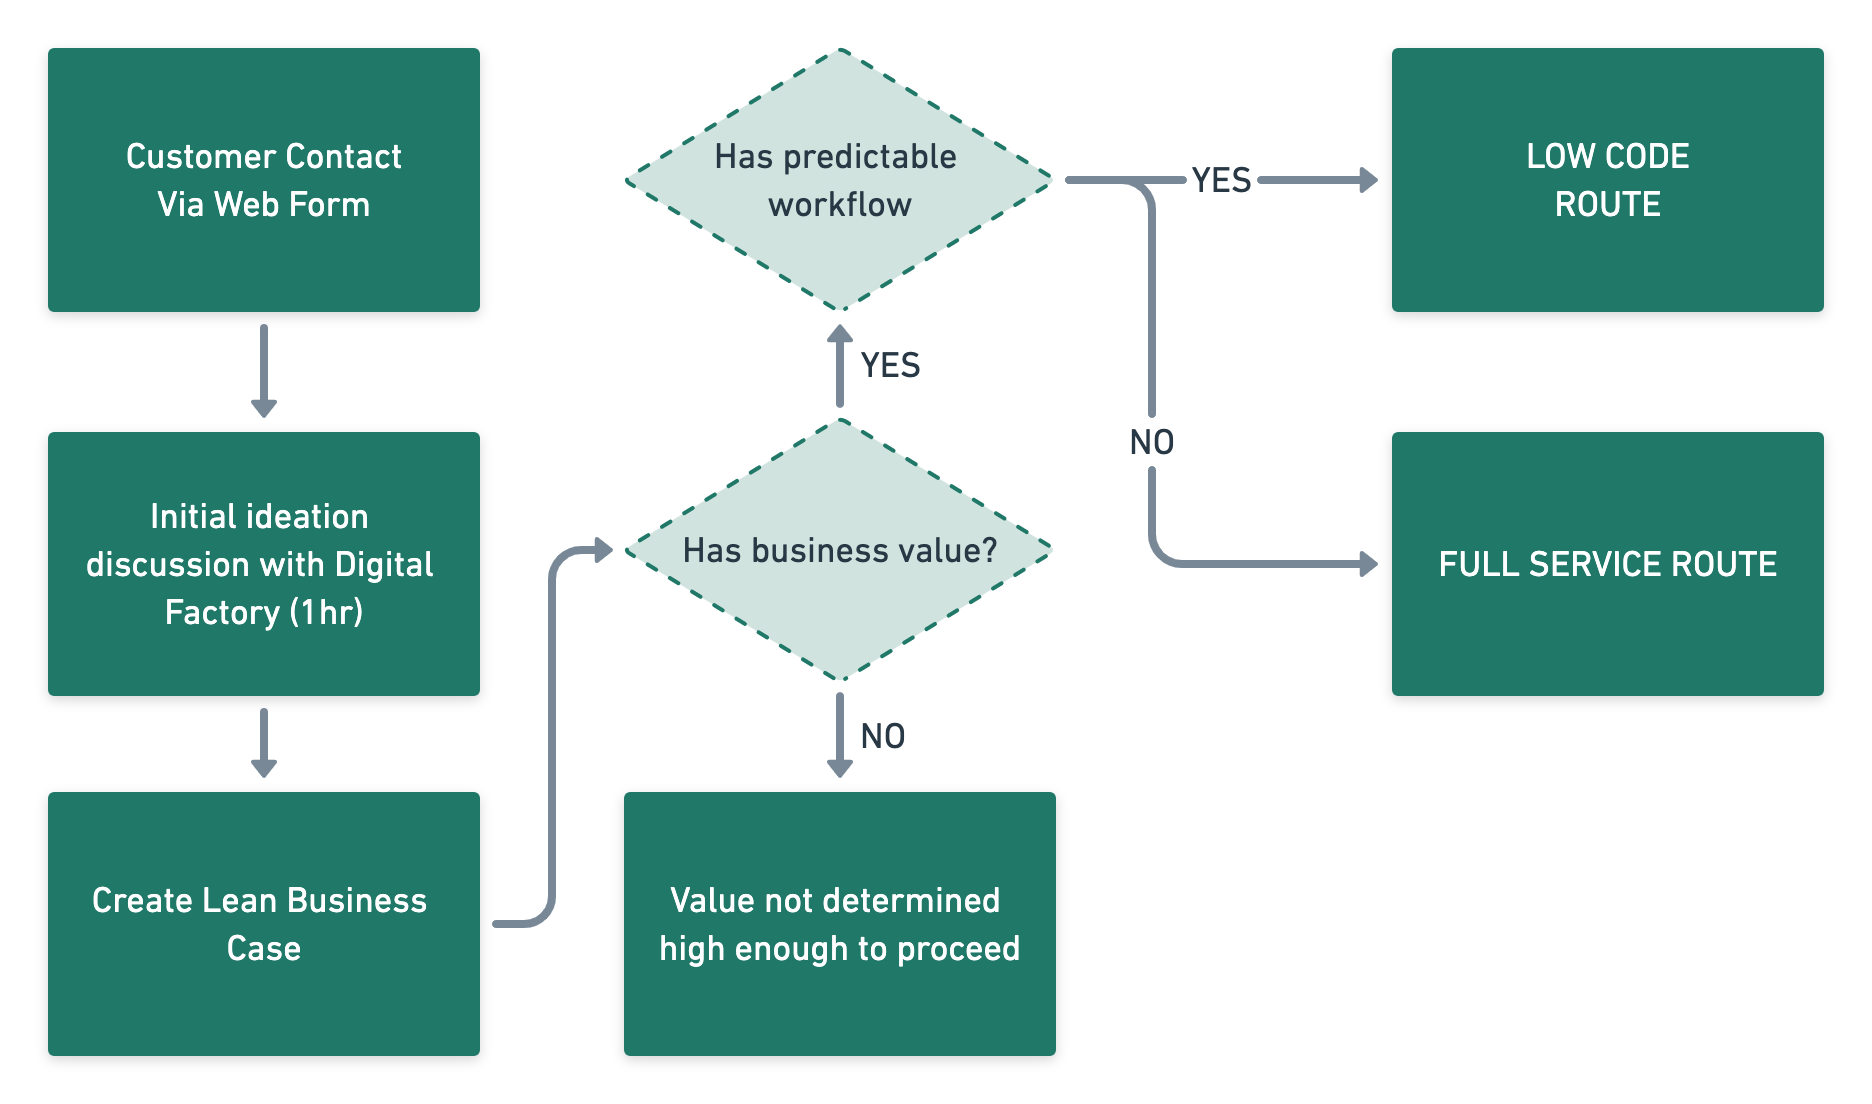 Customer Contact
Via Web Form
Initial ideation
discussion with Digital
Factory (1hr)
Create Lean Business
Case
Has business value?
YES
NO
Value not determined
high enough to proceed
Has predictable
workflow
YES
NO
LOW CODE
ROUTE
FULL SERVICE ROUTE